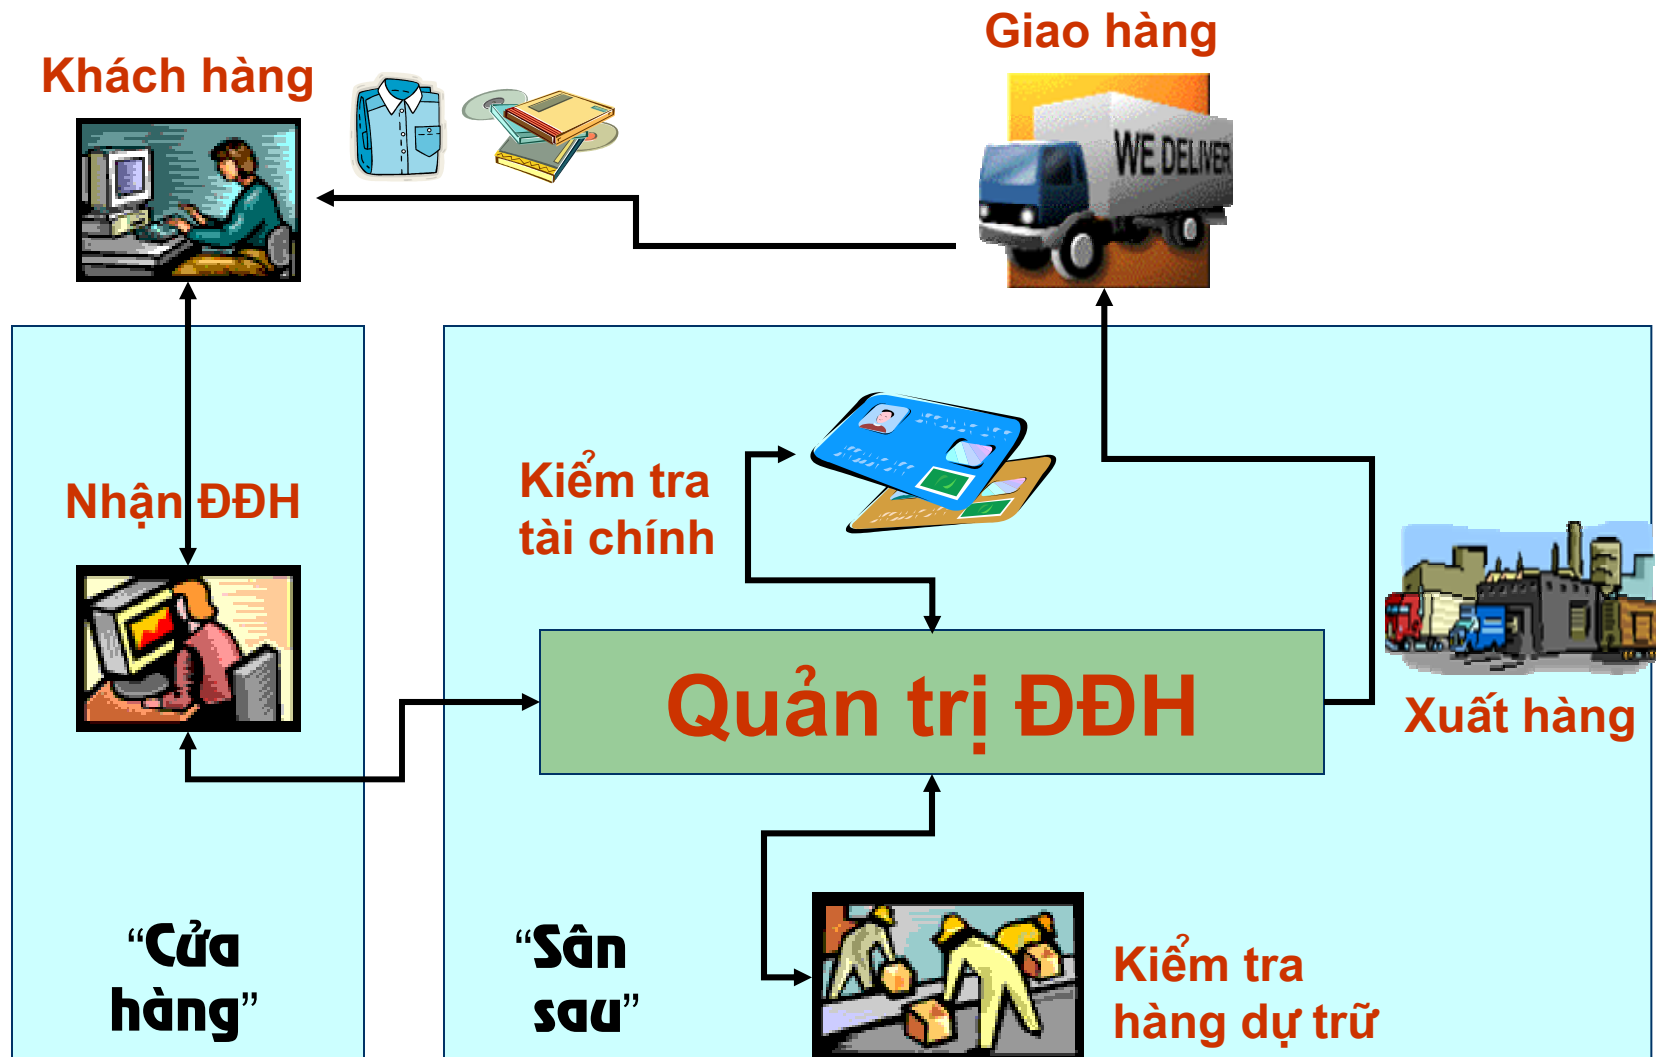 Giao hàng
Khách hàng
WE DELIVER
Kiểm tra
tài chính
Nhận ĐĐH
Quản trị ĐĐH
Xuất hàng
“Cửa
hàng”
“Sân
sau”
Kiểm tra
hàng dự trữ